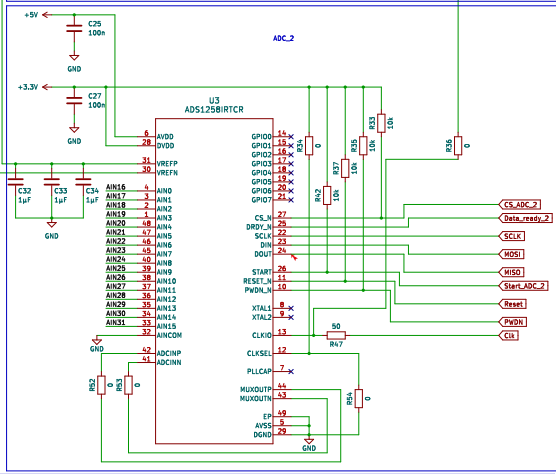 +5V
C25
100n
GND
ADC_2
+3.3V
C27
100n
GND
U3
ADS1258IRTCR
6 AVDD
28 DVDD
31 VREFP
30 VREFN
C32
1µF
C33
1µF
C34
1µF
GND
AIN16 4 AIN0
AIN17 3 AIN1
AIN18 2 AIN2
AIN19 1 AIN3
AIN20 48 AIN4
AIN21 47 AIN5
AIN22 46 AIN6
AIN23 45 AIN7
AIN24 40 AIN8
AIN25 39 AIN9
AIN26 38 AIN10
AIN27 37 AIN11
AIN28 36 AIN12
AIN29 35 AIN13
AIN30 34 AIN14
AIN31 33 AIN15
32 AINCOM
GND
42 ADCINP
41 ADCINN
R52 0
R53 0
GPIO0 14
GPIO1 15
GPIO2 16
GPIO3 17
GPIO4 18
GPIO5 19
GPIO6 20
GPIO7 21
CS_N 27
DRDY_N 25
SCLK 22
DIN 23
DOUT 24
START 26
RESET_N 11
PWDN_N 10
XTAL1 8
XTAL2 9
CLKIO 13
CLKSEL 12
PLLCAP 7
MUXOUTP 44
MUXOUTN 43
EP 49
AVSS 5
DGND 29
GND
R34 0
R42 10k
R37 10k
R35 10k
R33 10k
R36 0
50
R47
R54 0
CS_ADC_2
Data_ready_2
SCLK
MOSI
MISO
Start_ADC_2
Reset
PWDN
Clk